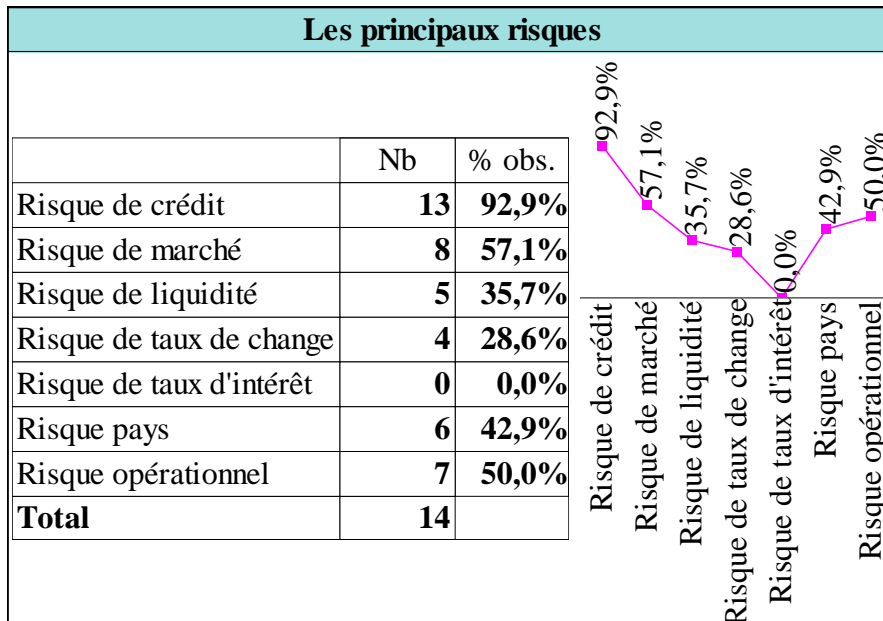 Les principaux risques
Nb % obs.
Risque de crédit 13 92,9%
Risque de marché 8 57,1%
Risque de liquidité 5 35,7%
Risque de taux de change 4 28,6%
Risque de taux d'intérêt 0 0,0%
Risque pays 6 42,9%
Risque opérationnel 7 50,0%
Total 14
92,9%
57,1%
35,7%
28,6%
0,0%
42,9%
50,0%
Risque de crédit
Risque de marché
Risque de liquidité
Risque de taux de change
Risque de taux d'intérêt
Risque pays
Risque opérationnel